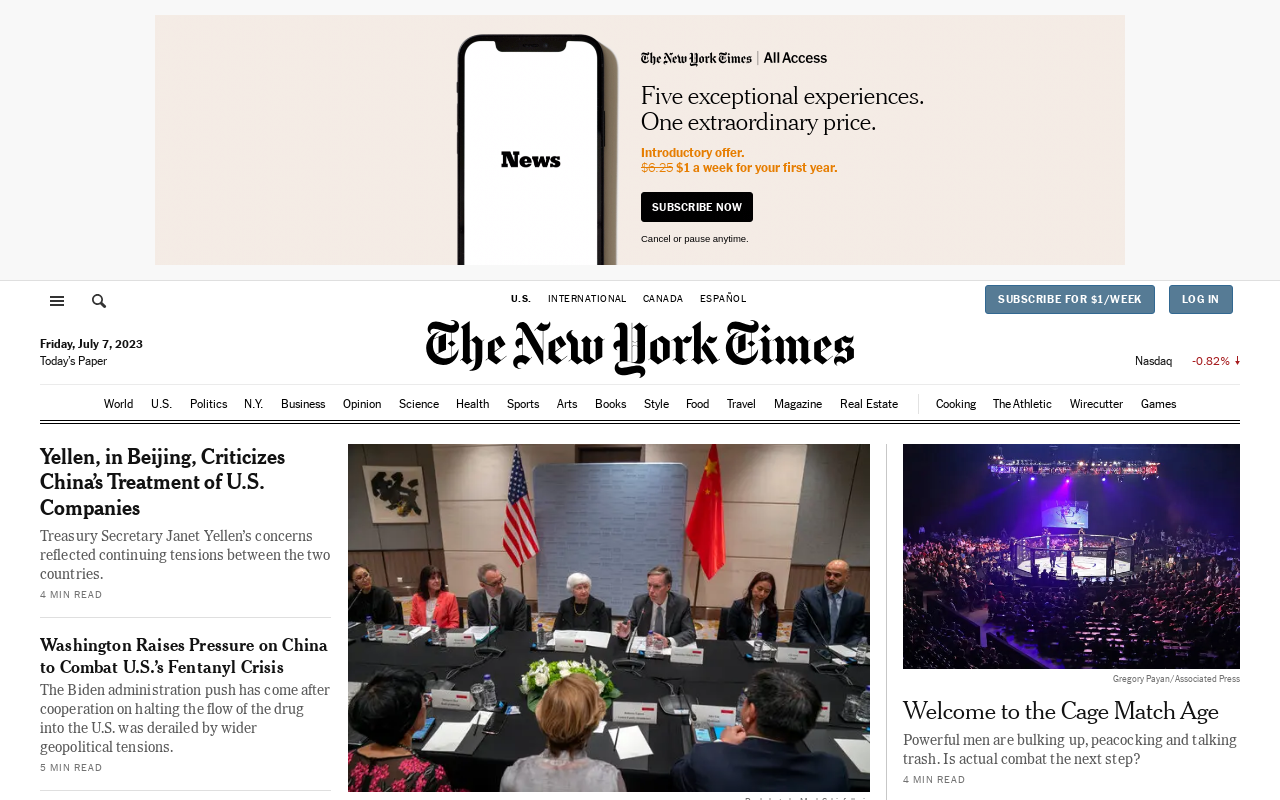 The New York Times | All Access
Five exceptional experiences.
One extraordinary price.
Introductory offer.
$6.25 $1 a week for your first year.
News
SUBSCRIBE NOW
Cancel or pause anytime.
U.S. INTERNATIONAL CANADA ESPAÑOL
SUBSCRIBE FOR $1/WEEK LOG IN
The New York Times
Friday, July 7, 2023
Today's Paper
Nasdaq -0.82%
World U.S. Politics N.Y. Business Opinion Science Health Sports Arts Books Style Food Travel Magazine Real Estate Cooking The Athletic Wirecutter Games
Yellen, in Beijing, Criticizes
China's Treatment of U.S.
Companies
Treasury Secretary Janet Yellen's concerns
reflected continuing tensions between the two
countries.
4 MIN READ
Washington Raises Pressure on China
to Combat U.S.'s Fentanyl Crisis
The Biden administration push has come after
cooperation on halting the flow of the drug
into the U.S. was derailed by wider
geopolitical tensions.
5 MIN READ
Gregory Payan/Associated Press
Welcome to the Cage Match Age
Powerful men are bulking up, peacocking and talking
trash. Is actual combat the next step?
4 MIN READ